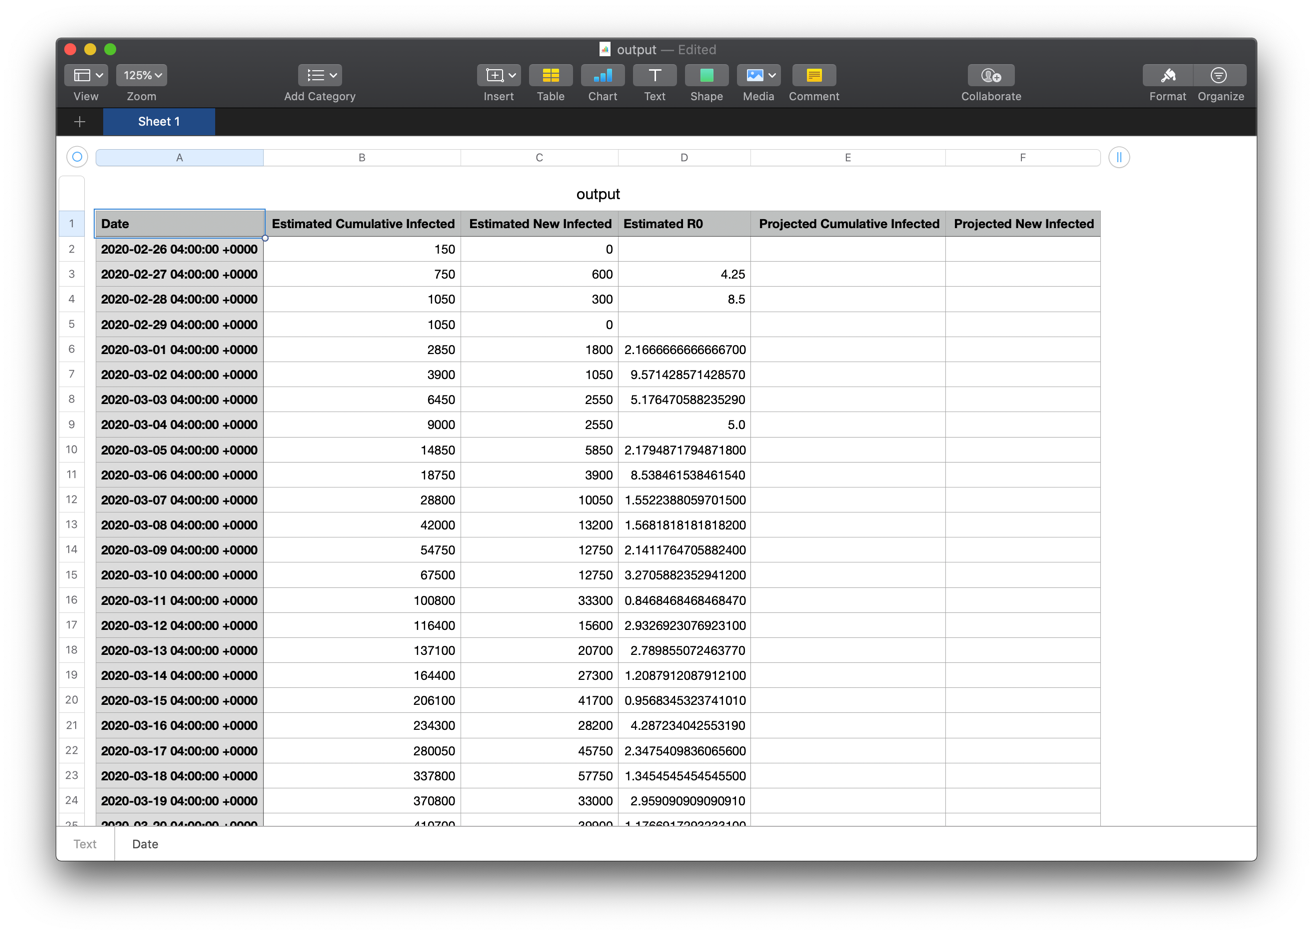 output — Edited
125%
View Zoom Add Category Insert Table Chart Text Shape Media Comment Collaborate Format Organize
+ Sheet 1
A B C D E F
output
1 Date Estimated Cumulative Infected Estimated New Infected Estimated R0 Projected Cumulative Infected Projected New Infected
2 2020-02-26 04:00:00 +0000 150 0
3 2020-02-27 04:00:00 +0000 750 600 4.25
4 2020-02-28 04:00:00 +0000 1050 300 8.5
5 2020-02-29 04:00:00 +0000 1050 0
6 2020-03-01 04:00:00 +0000 2850 1800 2.1666666666666700
7 2020-03-02 04:00:00 +0000 3900 1050 9.571428571428570
8 2020-03-03 04:00:00 +0000 6450 2550 5.176470588235290
9 2020-03-04 04:00:00 +0000 9000 2550 5.0
10 2020-03-05 04:00:00 +0000 14850 5850 2.1794871794871800
11 2020-03-06 04:00:00 +0000 18750 3900 8.538461538461540
12 2020-03-07 04:00:00 +0000 28800 10050 1.5522388059701500
13 2020-03-08 04:00:00 +0000 42000 13200 1.5681818181818200
14 2020-03-09 04:00:00 +0000 54750 12750 2.1411764705882400
15 2020-03-10 04:00:00 +0000 67500 12750 3.2705882352941200
16 2020-03-11 04:00:00 +0000 100800 33300 0.8468468468468470
17 2020-03-12 04:00:00 +0000 116400 15600 2.9326923076923100
18 2020-03-13 04:00:00 +0000 137100 20700 2.789855072463770
19 2020-03-14 04:00:00 +0000 164400 27300 1.2087912087912100
20 2020-03-15 04:00:00 +0000 206100 41700 0.9568345323741010
21 2020-03-16 04:00:00 +0000 234300 28200 4.287234042553190
22 2020-03-17 04:00:00 +0000 280050 45750 2.3475409836065600
23 2020-03-18 04:00:00 +0000 337800 57750 1.3454545454545500
24 2020-03-19 04:00:00 +0000 370800 33000 2.959090909090910
25 2020-03-20 04:00:00 +0000 410700 39900 1.1766917293233100
Text Date